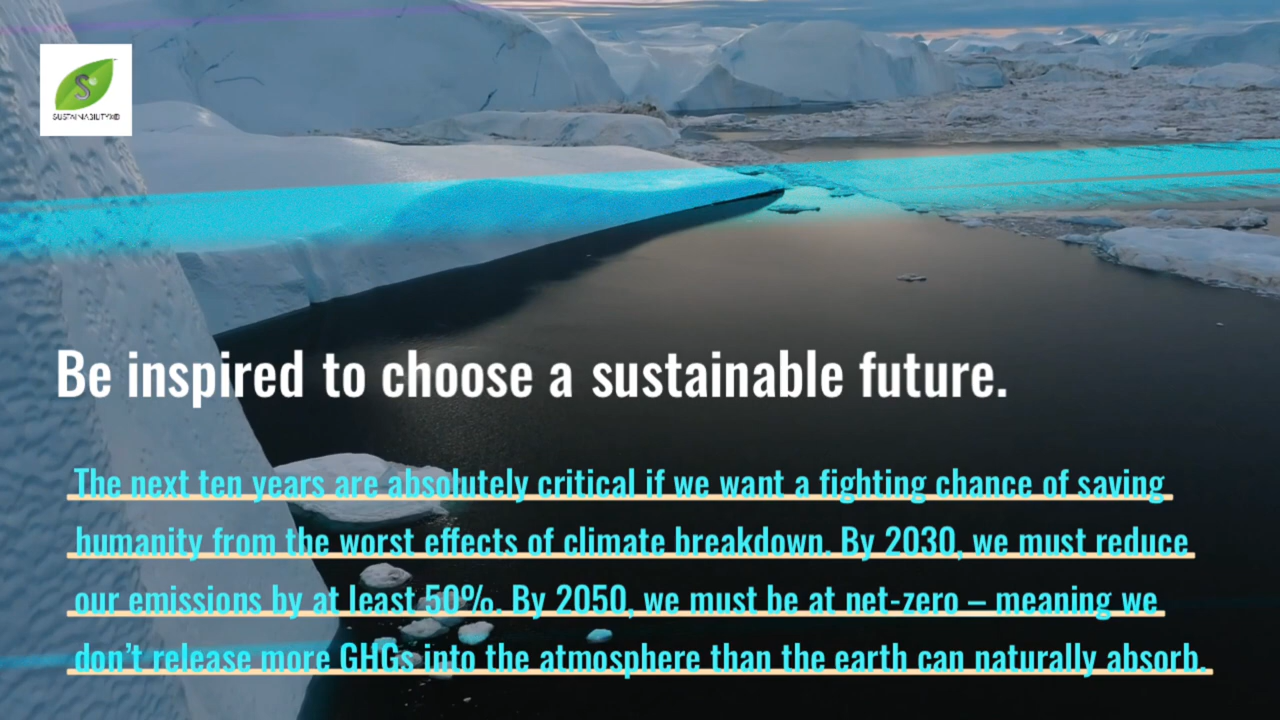 SUSTAINABILITYX®
Be inspired to choose a sustainable future.
The next ten years are absolutely critical if we want a fighting chance of saving
humanity from the worst effects of climate breakdown. By 2030, we must reduce
our emissions by at least 50%. By 2050, we must be at net-zero – meaning we
don’t release more GHGs into the atmosphere than the earth can naturally absorb.